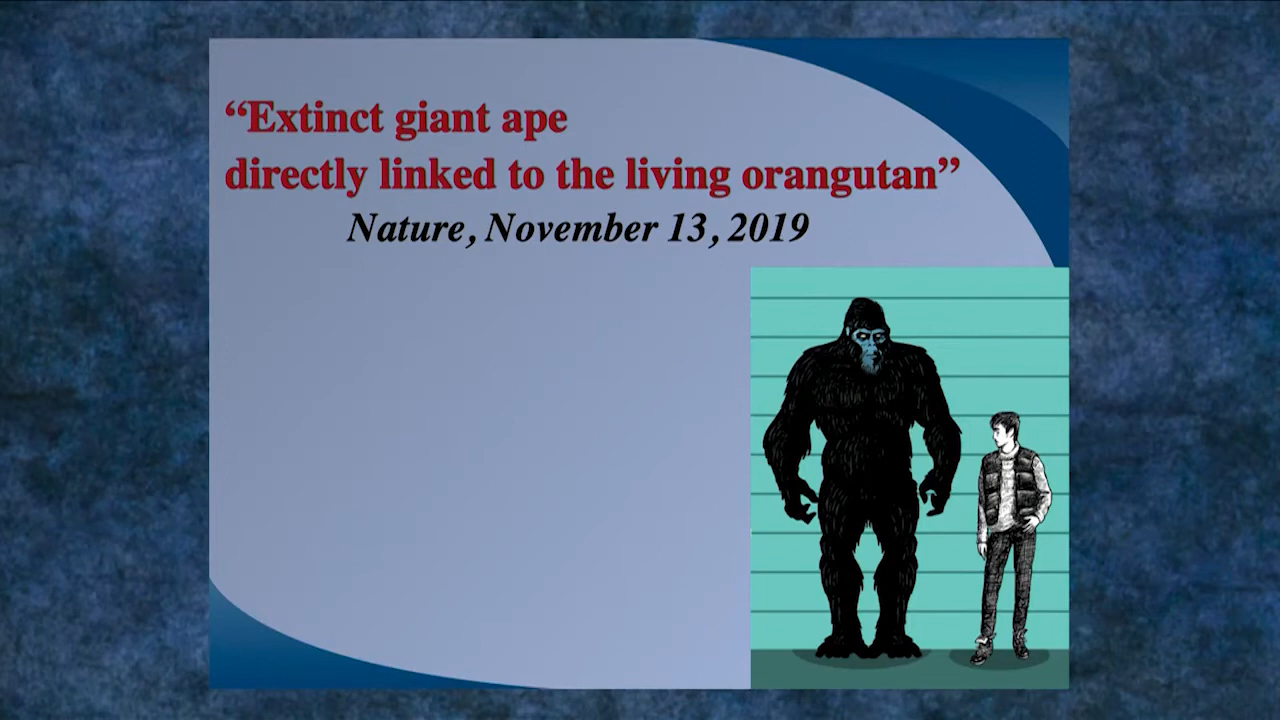 “Extinct giant ape
directly linked to the living orangutan”
Nature, November 13, 2019